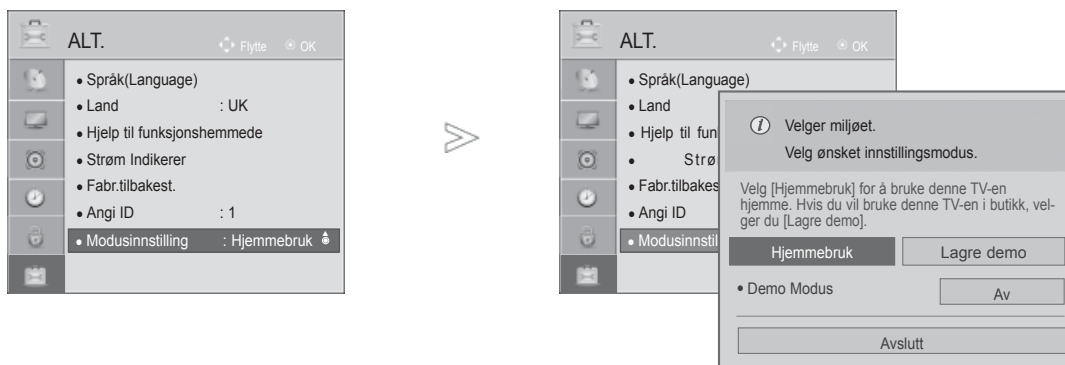 ALT.
Flytte OK
• Språk(Language)
• Land : UK
• Hjelp til funksjonshemmede
• Strøm Indikerer
• Fabr.tilbakest.
• Angi ID : 1
• Modusinnstilling : Hjemmebruk
ALT.
Flytte OK
• Språk(Language)
• Land
• Hjelp til fun
• Strø
• Fabr.tilbakes
• Angi ID
• Modusinnstil
Velger miljøet.
Velg ønsket innstillingsmodus.
Velg [Hjemmebruk] for å bruke denne TV-en
hjemme. Hvis du vil bruke denne TV-en i butikk, vel-
ger du [Lagre demo].
Hjemmebruk Lagre demo
• Demo Modus Av
Avslutt